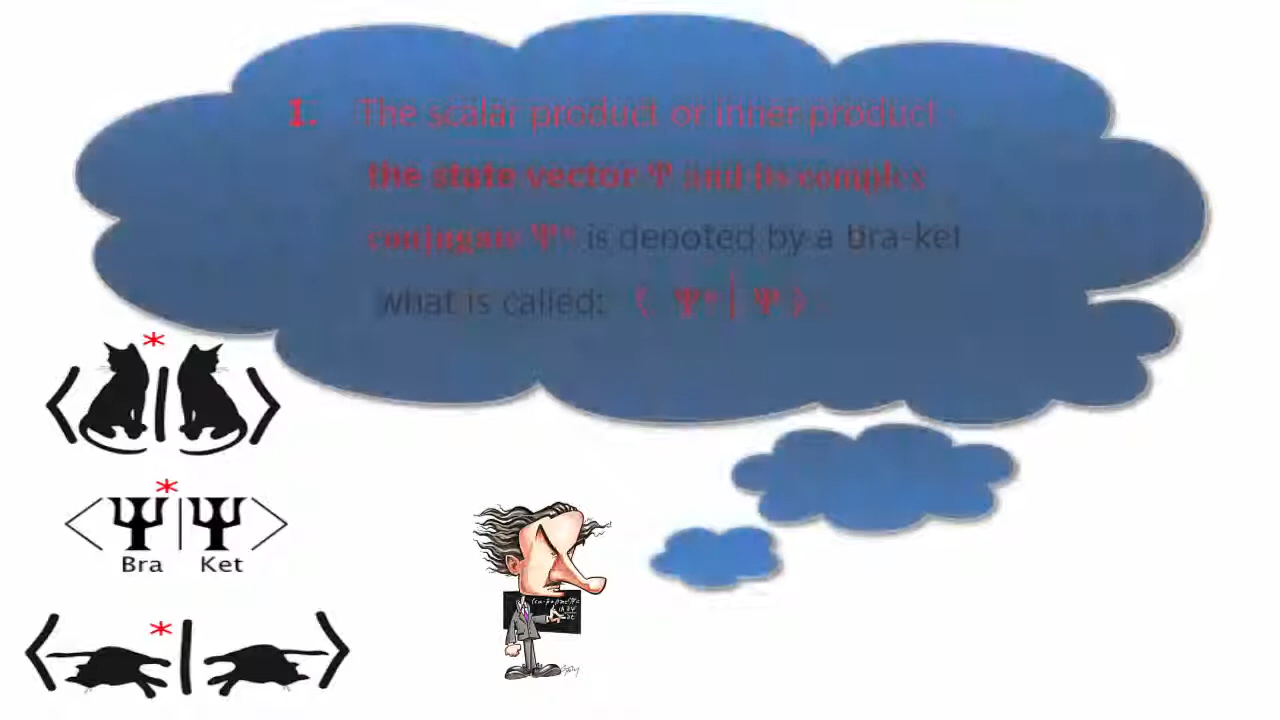 1. The scalar product or inner product
the state vector Ψ and its complex
conjugate Ψ* is denoted by a bra-ket
what is called: ⟨ Ψ* | Ψ ⟩
*
⟨Ψ*|Ψ⟩
Bra Ket
*